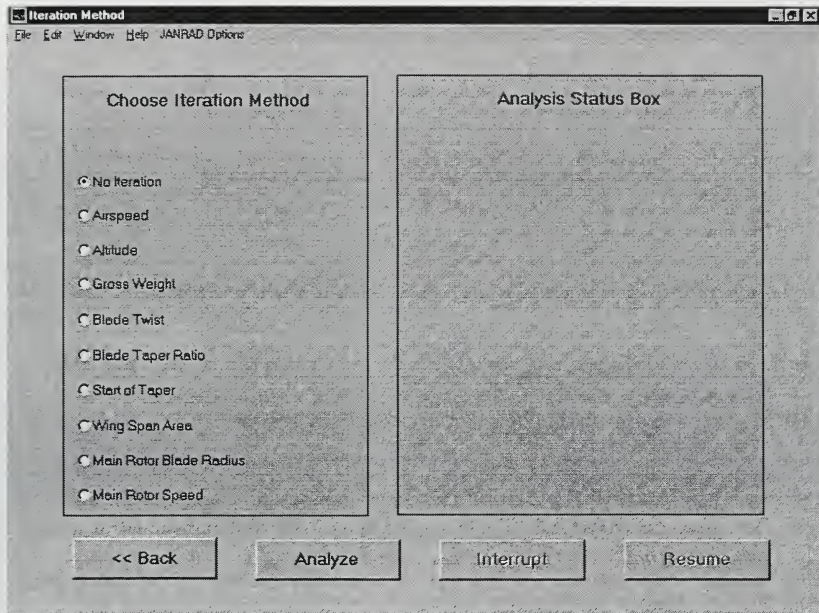 Iteration Method
File Edit Window Help JANRAD Options
Choose Iteration Method
No Iteration
Airspeed
Altitude
Gross Weight
Blade Twist
Blade Taper Ratio
Start of Taper
Wing Span Area
Main Rotor Blade Radius
Main Rotor Speed
Analysis Status Box
<< Back
Analyze
Interrupt
Resume